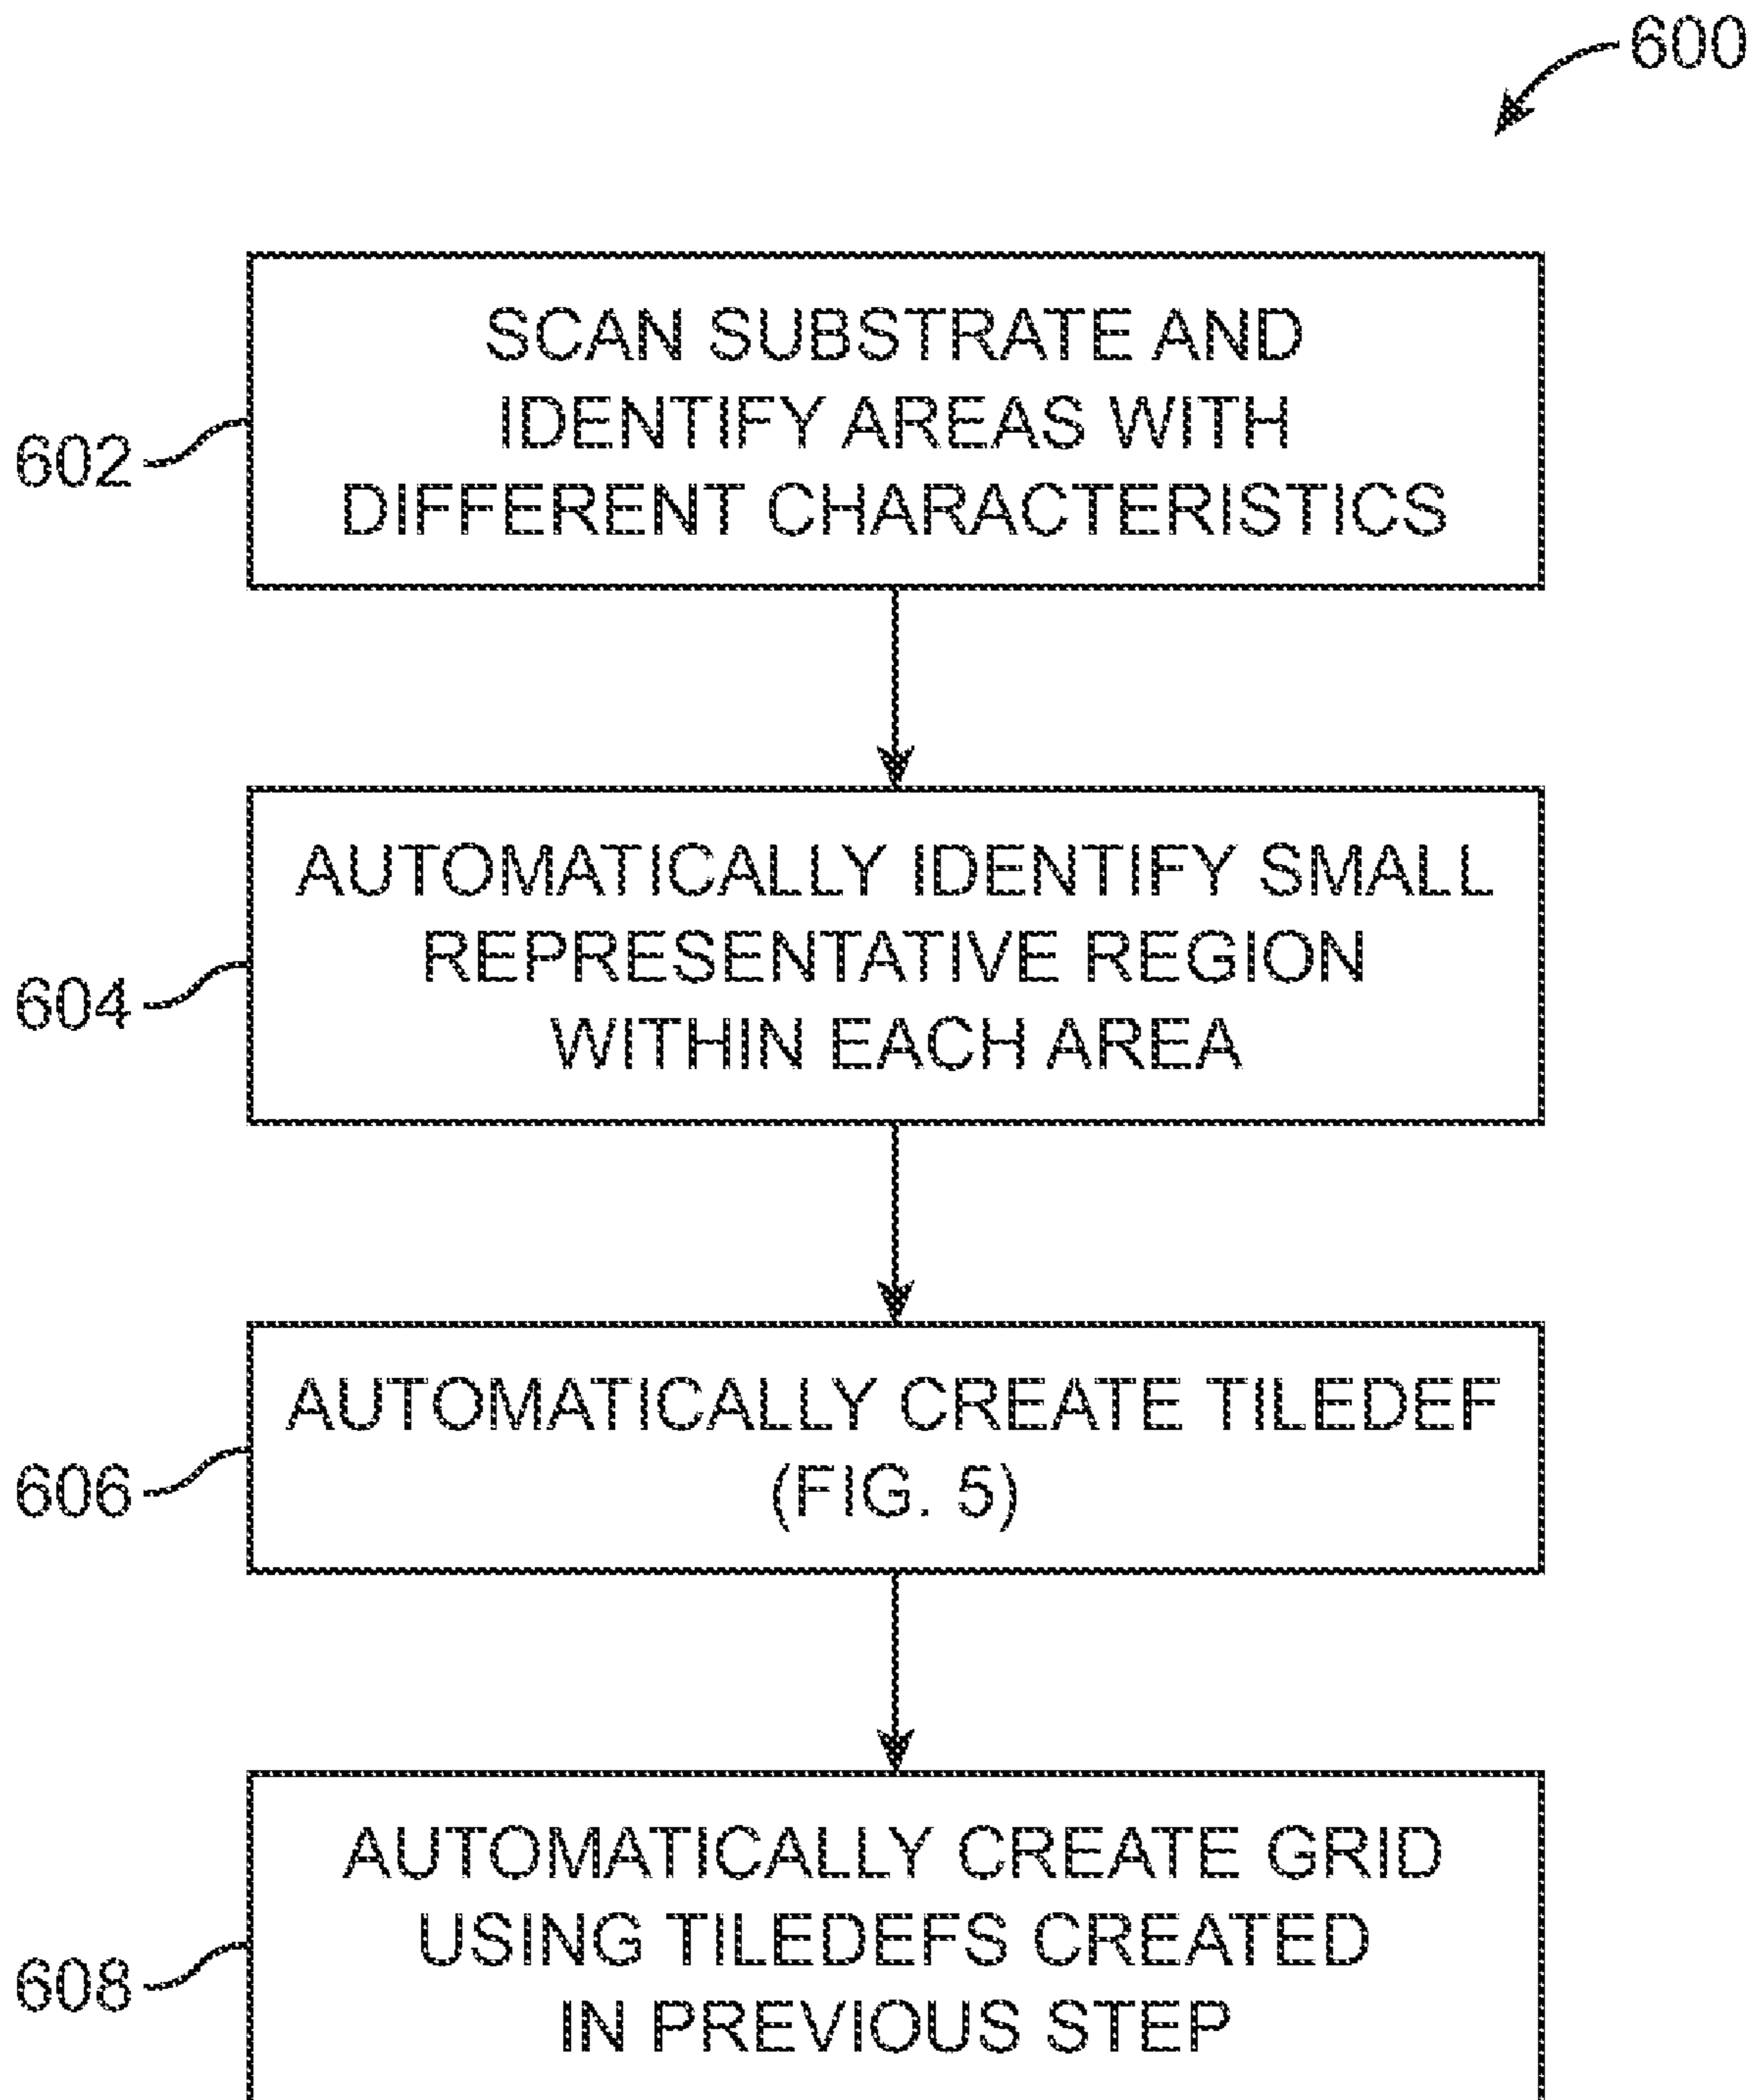 600
SCAN SUBSTRATE AND
IDENTIFY AREAS WITH
DIFFERENT CHARACTERISTICS
602
AUTOMATICALLY IDENTIFY SMALL
REPRESENTATIVE REGION
WITHIN EACH AREA
604
AUTOMATICALLY CREATE TILEDEF
(FIG. 5)
606
AUTOMATICALLY CREATE GRID
USING TILEDEFS CREATED
IN PREVIOUS STEP
608